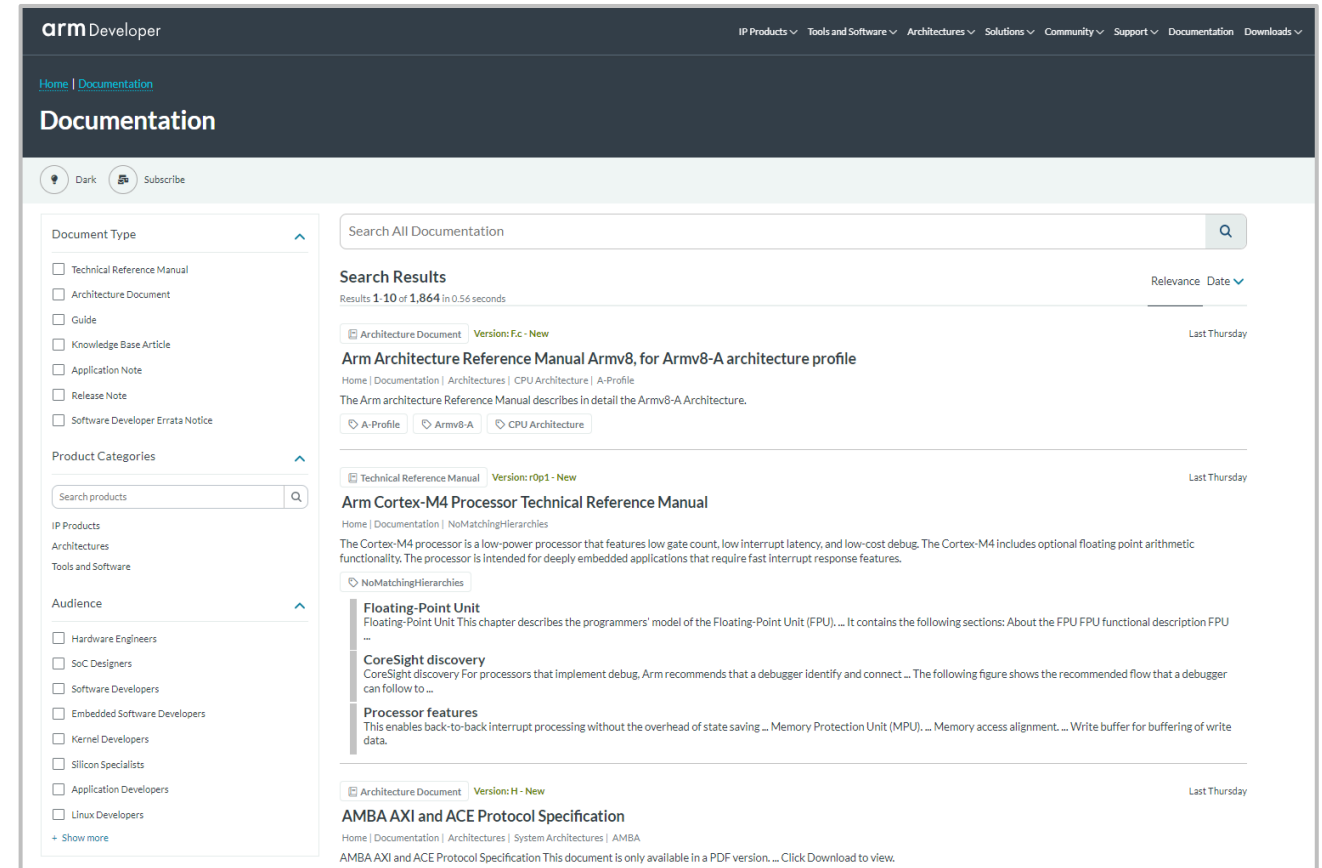 arm Developer
IP Products Tools and Software Architectures Solutions Community Support Documentation Downloads
Home | Documentation
Documentation
Dark Subscribe
Document Type
Technical Reference Manual
Architecture Document
Guide
Knowledge Base Article
Application Note
Release Note
Software Developer Errata Notice
Product Categories
Search products
IP Products
Architectures
Tools and Software
Audience
Hardware Engineers
SoC Designers
Software Developers
Embedded Software Developers
Kernel Developers
Silicon Specialists
Application Developers
Linux Developers
+ Show more
Search All Documentation
Search Results
Relevance Date
Results 1-10 of 1,864 in 0.56 seconds
Architecture Document Version: F.c - New Last Thursday
Arm Architecture Reference Manual Armv8, for Armv8-A architecture profile
Home | Documentation | Architectures | CPU Architecture | A-Profile
The Arm architecture Reference Manual describes in detail the Armv8-A Architecture.
A-Profile Armv8-A CPU Architecture
Technical Reference Manual Version: r0p1 - New Last Thursday
Arm Cortex-M4 Processor Technical Reference Manual
Home | Documentation | NoMatchingHierarchies
The Cortex-M4 processor is a low-power processor that features low gate count, low interrupt latency, and low-cost debug. The Cortex-M4 includes optional floating point arithmetic
functionality. The processor is intended for deeply embedded applications that require fast interrupt response features.
NoMatchingHierarchies
Floating-Point Unit
Floating-Point Unit This chapter describes the programmers' model of the Floating-Point Unit (FPU). ... It contains the following sections: About the FPU FPU functional description FPU
...
CoreSight discovery
CoreSight discovery For processors that implement debug, Arm recommends that a debugger identify and connect ... The following figure shows the recommended flow that a debugger
can follow to ...
Processor features
This enables back-to-back interrupt processing without the overhead of state saving ... Memory Protection Unit (MPU). ... Memory access alignment. ... Write buffer for buffering of write
data.
Architecture Document Version: H - New Last Thursday
AMBA AXI and ACE Protocol Specification
Home | Documentation | Architectures | System Architectures | AMBA
AMBA AXI and ACE Protocol Specification This document is only available in a PDF version. ... Click Download to view.